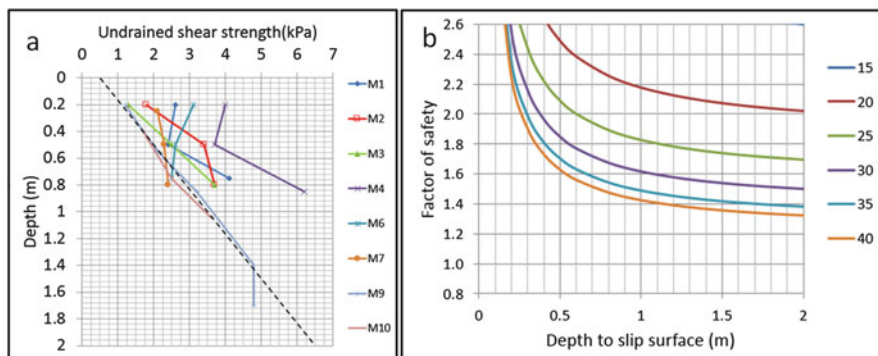 a
Undrained shear strength(kPa)
0 1 2 3 4 5 6 7
Depth (m)
0
0.2
0.4
0.6
0.8
1
1.2
1.4
1.6
1.8
2
M1
M2
M3
M4
M6
M7
M9
M10
b
Factor of safety
2.6
2.4
2.2
2.0
1.8
1.6
1.4
1.2
1.0
0.8
0 0.5 1 1.5 2
Depth to slip surface (m)
15
20
25
30
35
40